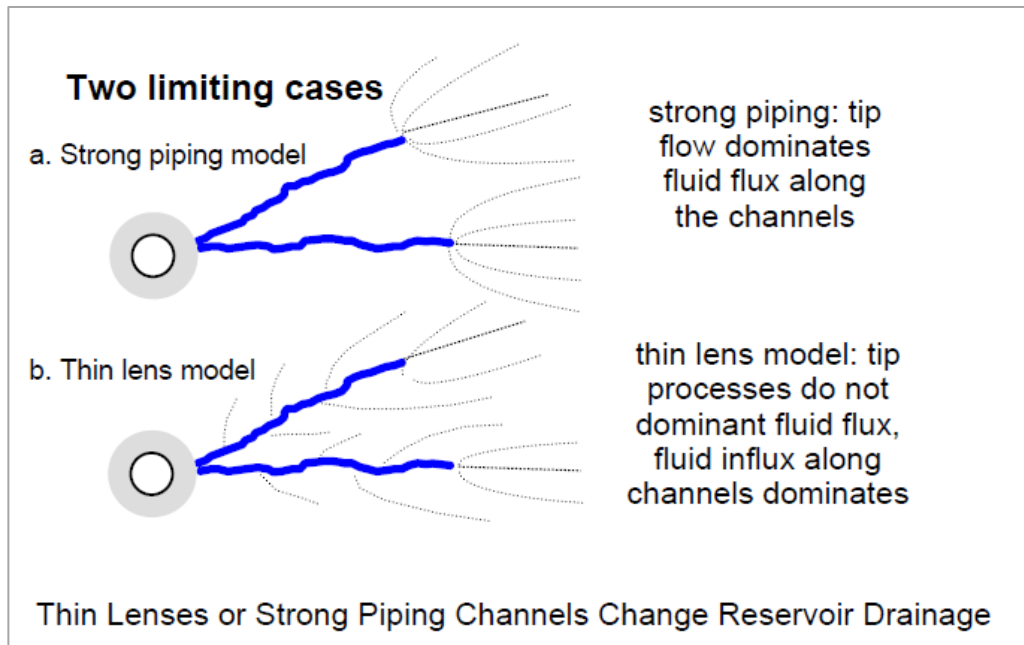 Two limiting cases
a. Strong piping model
strong piping: tip
flow dominates
fluid flux along
the channels
b. Thin lens model
thin lens model: tip
processes do not
dominant fluid flux,
fluid influx along
channels dominates
Thin Lenses or Strong Piping Channels Change Reservoir Drainage